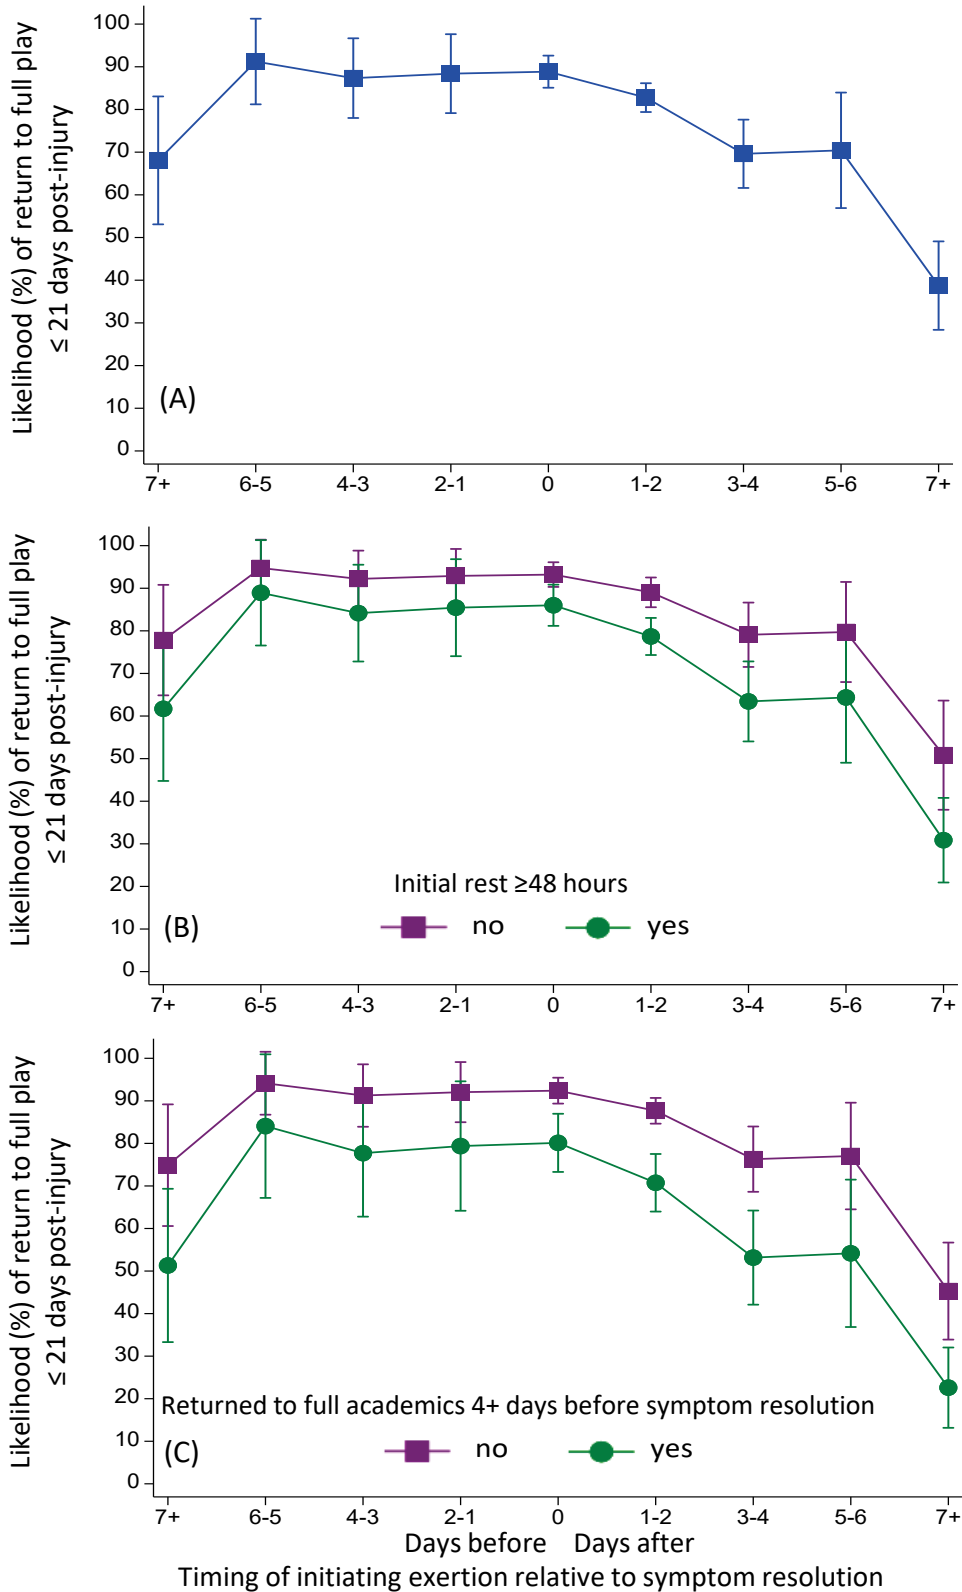 Likelihood (%) of return to full play
≤ 21 days post-injury
100
90
80
70
60
50
40
30
20
10
0
(A)
7+ 6-5 4-3 2-1 0 1-2 3-4 5-6 7+
Likelihood (%) of return to full play
≤ 21 days post-injury
100
90
80
70
60
50
40
30
20
10
0
Initial rest ≥48 hours
(B) no yes
7+ 6-5 4-3 2-1 0 1-2 3-4 5-6 7+
Likelihood (%) of return to full play
≤ 21 days post-injury
100
90
80
70
60
50
40
30
20
10
0
Returned to full academics 4+ days before symptom resolution
(C) no yes
7+ 6-5 4-3 2-1 0 1-2 3-4 5-6 7+
Days before Days after
Timing of initiating exertion relative to symptom resolution